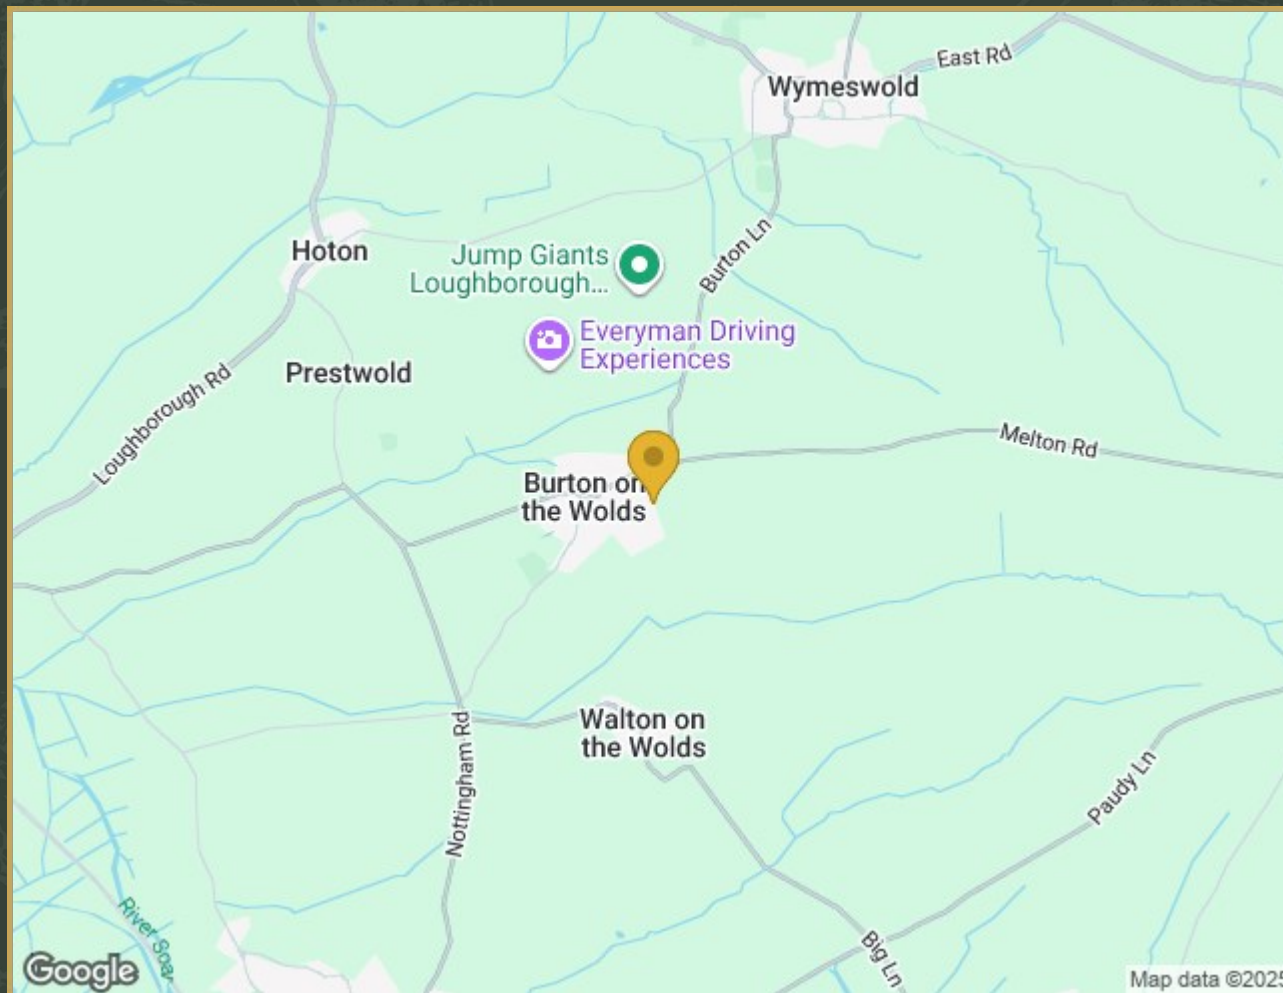 East Rd
Wymeswold
Burton Ln
Hoton
Jump Giants
Loughborough...
Everyman Driving
Experiences
Prestwold
Loughborough Rd
Melton Rd
Burton on
the Wolds
Walton on
the Wolds
Nottingham Rd
Paudy Ln
River Soar
Big Ln
Google
Map data ©2025